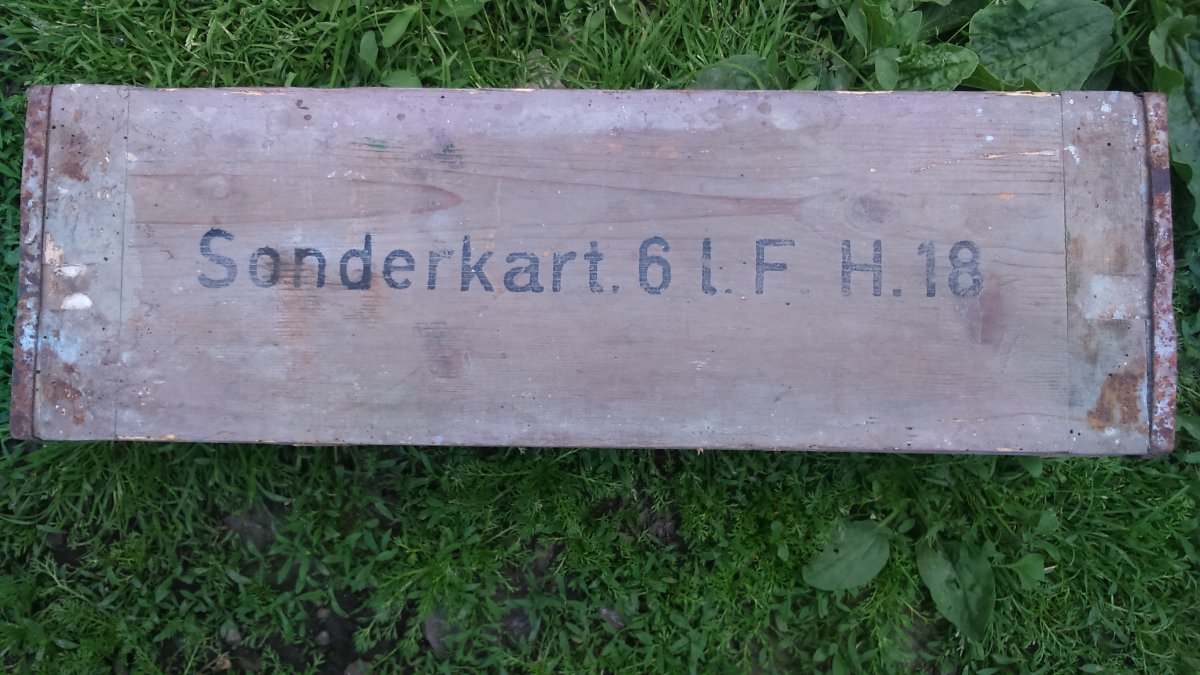 Sonderkart. 6 l. F. H. 18